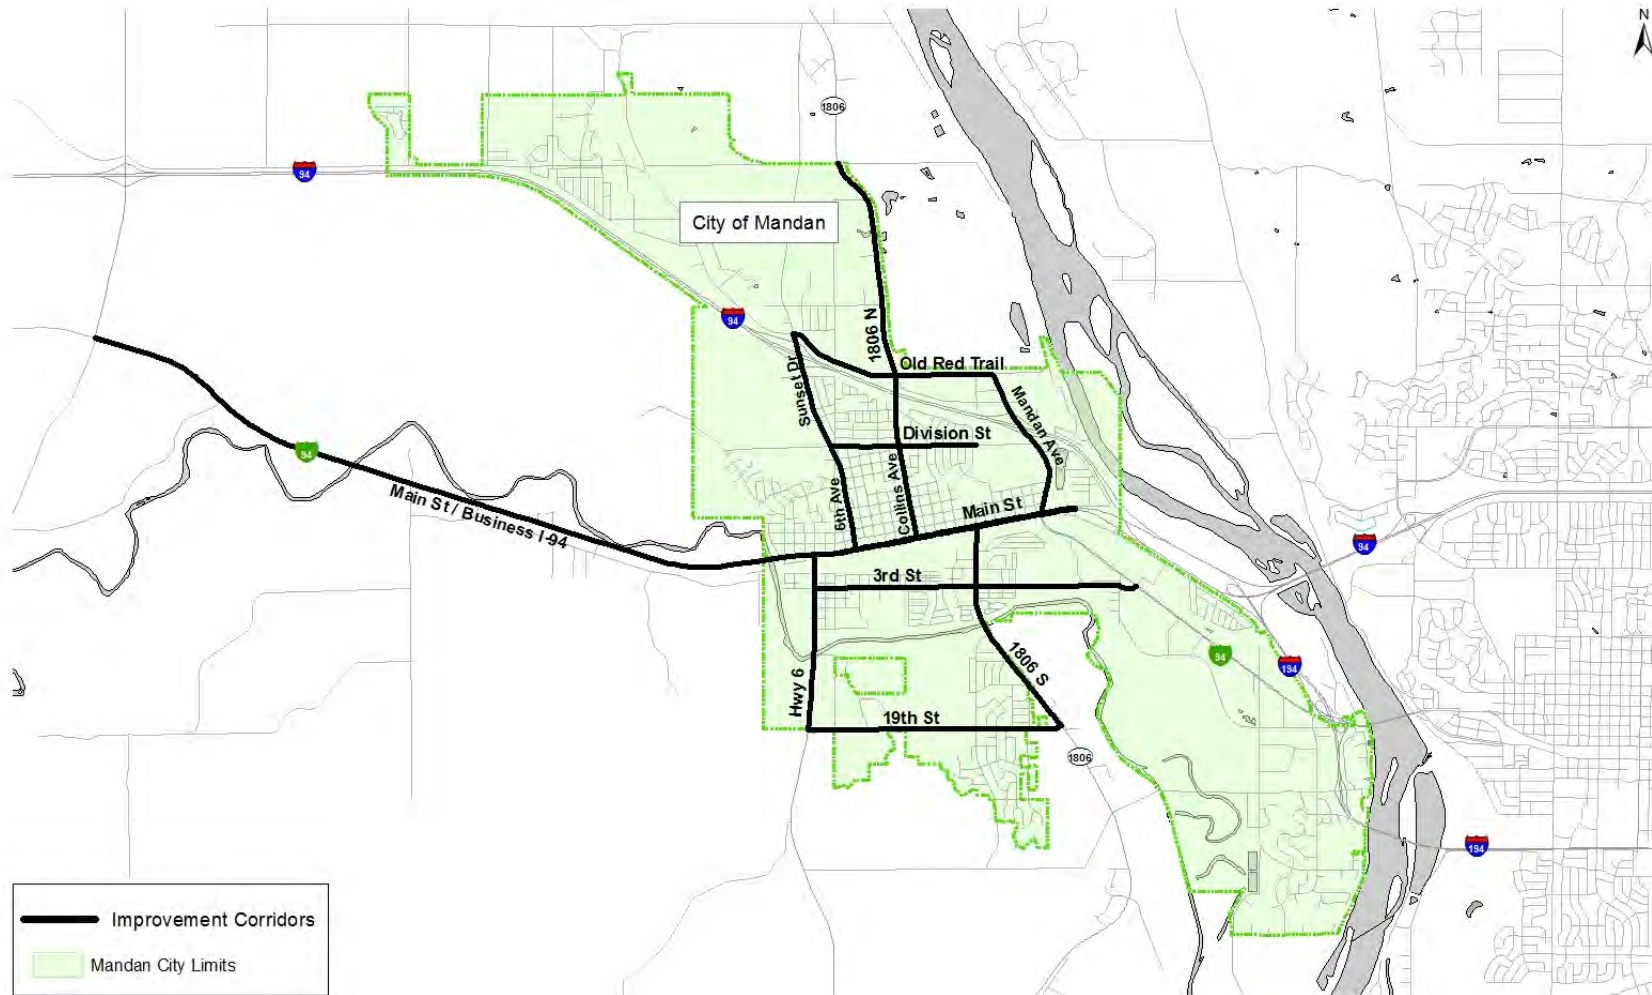 N
1806
94
City of Mandan
94
1806 N
Old Red Trail
Sunset Dr
Mandan Ave
Division St
94
6th Ave
Collins Ave
Main St
Main St / Business I-94
94
3rd St
94
194
1806 S
Hwy 6
19th St
1806
194
Improvement Corridors
Mandan City Limits